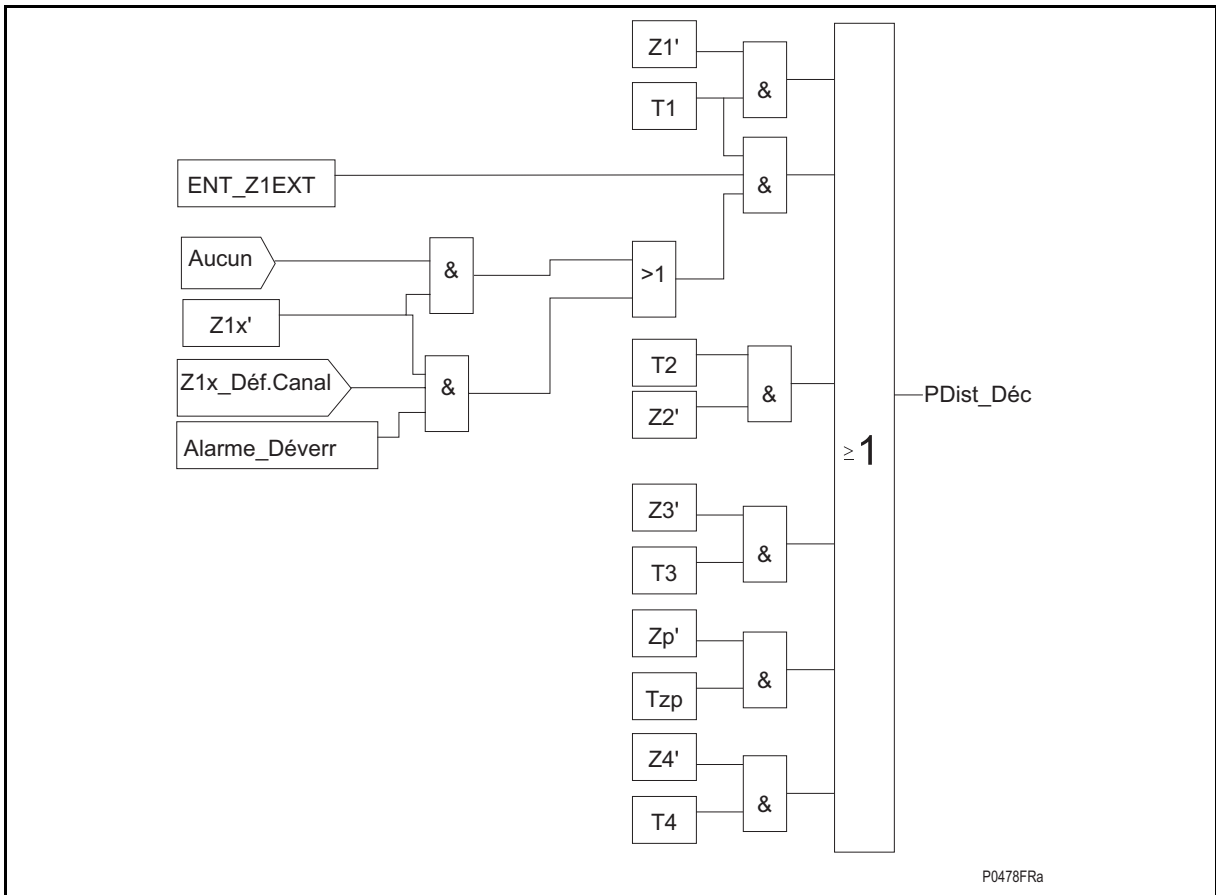 Z1'
&
T1
ENT_Z1EXT
&
Aucun
&
>1
Z1x'
Z1x_Déf.Canal
&
Alarme_Déverr
T2
&
Z2'
PDist_Déc
≥1
Z3'
&
T3
Zp'
&
Tzp
Z4'
&
T4
P0478FRa